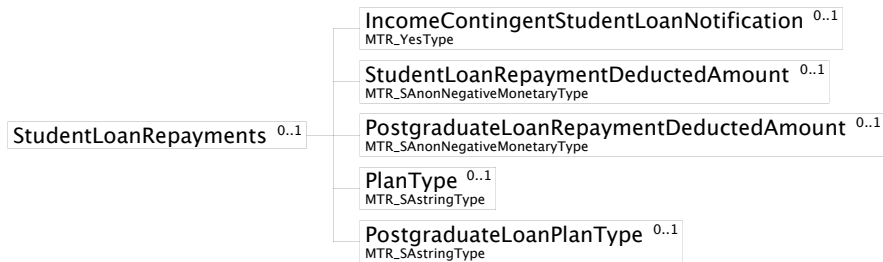 IncomeContingentStudentLoanNotification 0..1
MTR_YesType
StudentLoanRepaymentDeductedAmount 0..1
MTR_SAnonNegativeMonetaryType
StudentLoanRepayments 0..1
PostgraduateLoanRepaymentDeductedAmount 0..1
MTR_SAnonNegativeMonetaryType
PlanType 0..1
MTR_SAstringType
PostgraduateLoanPlanType 0..1
MTR_SAstringType